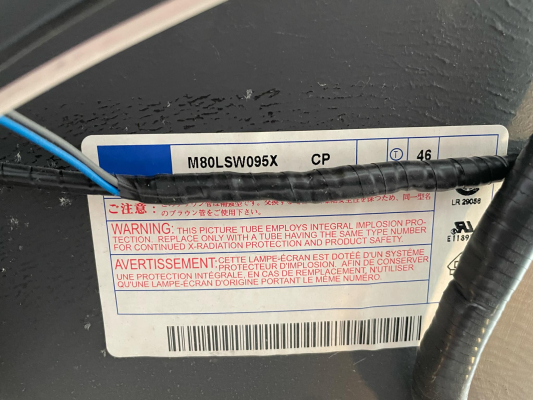 M80LSW095X CP T 46
ご注意:
のブラウン管をご使用下さい。
LR 29056
WARNING: THIS PICTURE TUBE EMPLOYS INTEGRAL IMPLOSION PRO-
TECTION. REPLACE ONLY WITH A TUBE HAVING THE SAME TYPE NUMBER
FOR CONTINUED X-RADIATION PROTECTION AND PRODUCT SAFETY.
AVERTISSEMENT: CETTE LAMPE-ÉCRAN EST DOTÉE D'UN SYSTÈME
PROTECTEUR D'IMPLOSION. AFIN DE CONSERVER
UNE PROTECTION INTÉGRALE, EN CAS DE REMPLACEMENT, N'UTILISER
QU'UNE LAMPE-ÉCRAN D'ORIGINE PORTANT LE MÊME NUMÉRO.